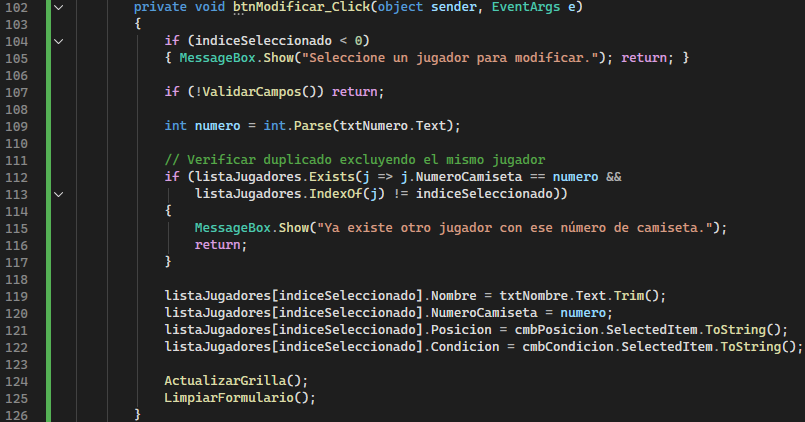 102 private void btnModificar_Click(object sender, EventArgs e)
103 {
104 if (indiceSeleccionado < 0)
105 { MessageBox.Show("Seleccione un jugador para modificar."); return; }
106
107 if (!ValidarCampos()) return;
108
109 int numero = int.Parse(txtNumero.Text);
110
111 // Verificar duplicado excluyendo el mismo jugador
112 if (listaJugadores.Exists(j => j.NumeroCamiseta == numero &&
113 listaJugadores.IndexOf(j) != indiceSeleccionado))
114 {
115 MessageBox.Show("Ya existe otro jugador con ese número de camiseta.");
116 return;
117 }
118
119 listaJugadores[indiceSeleccionado].Nombre = txtNombre.Text.Trim();
120 listaJugadores[indiceSeleccionado].NumeroCamiseta = numero;
121 listaJugadores[indiceSeleccionado].Posicion = cmbPosicion.SelectedItem.ToString();
122 listaJugadores[indiceSeleccionado].Condicion = cmbCondicion.SelectedItem.ToString();
123
124 ActualizarGrilla();
125 LimpiarFormulario();
126 }